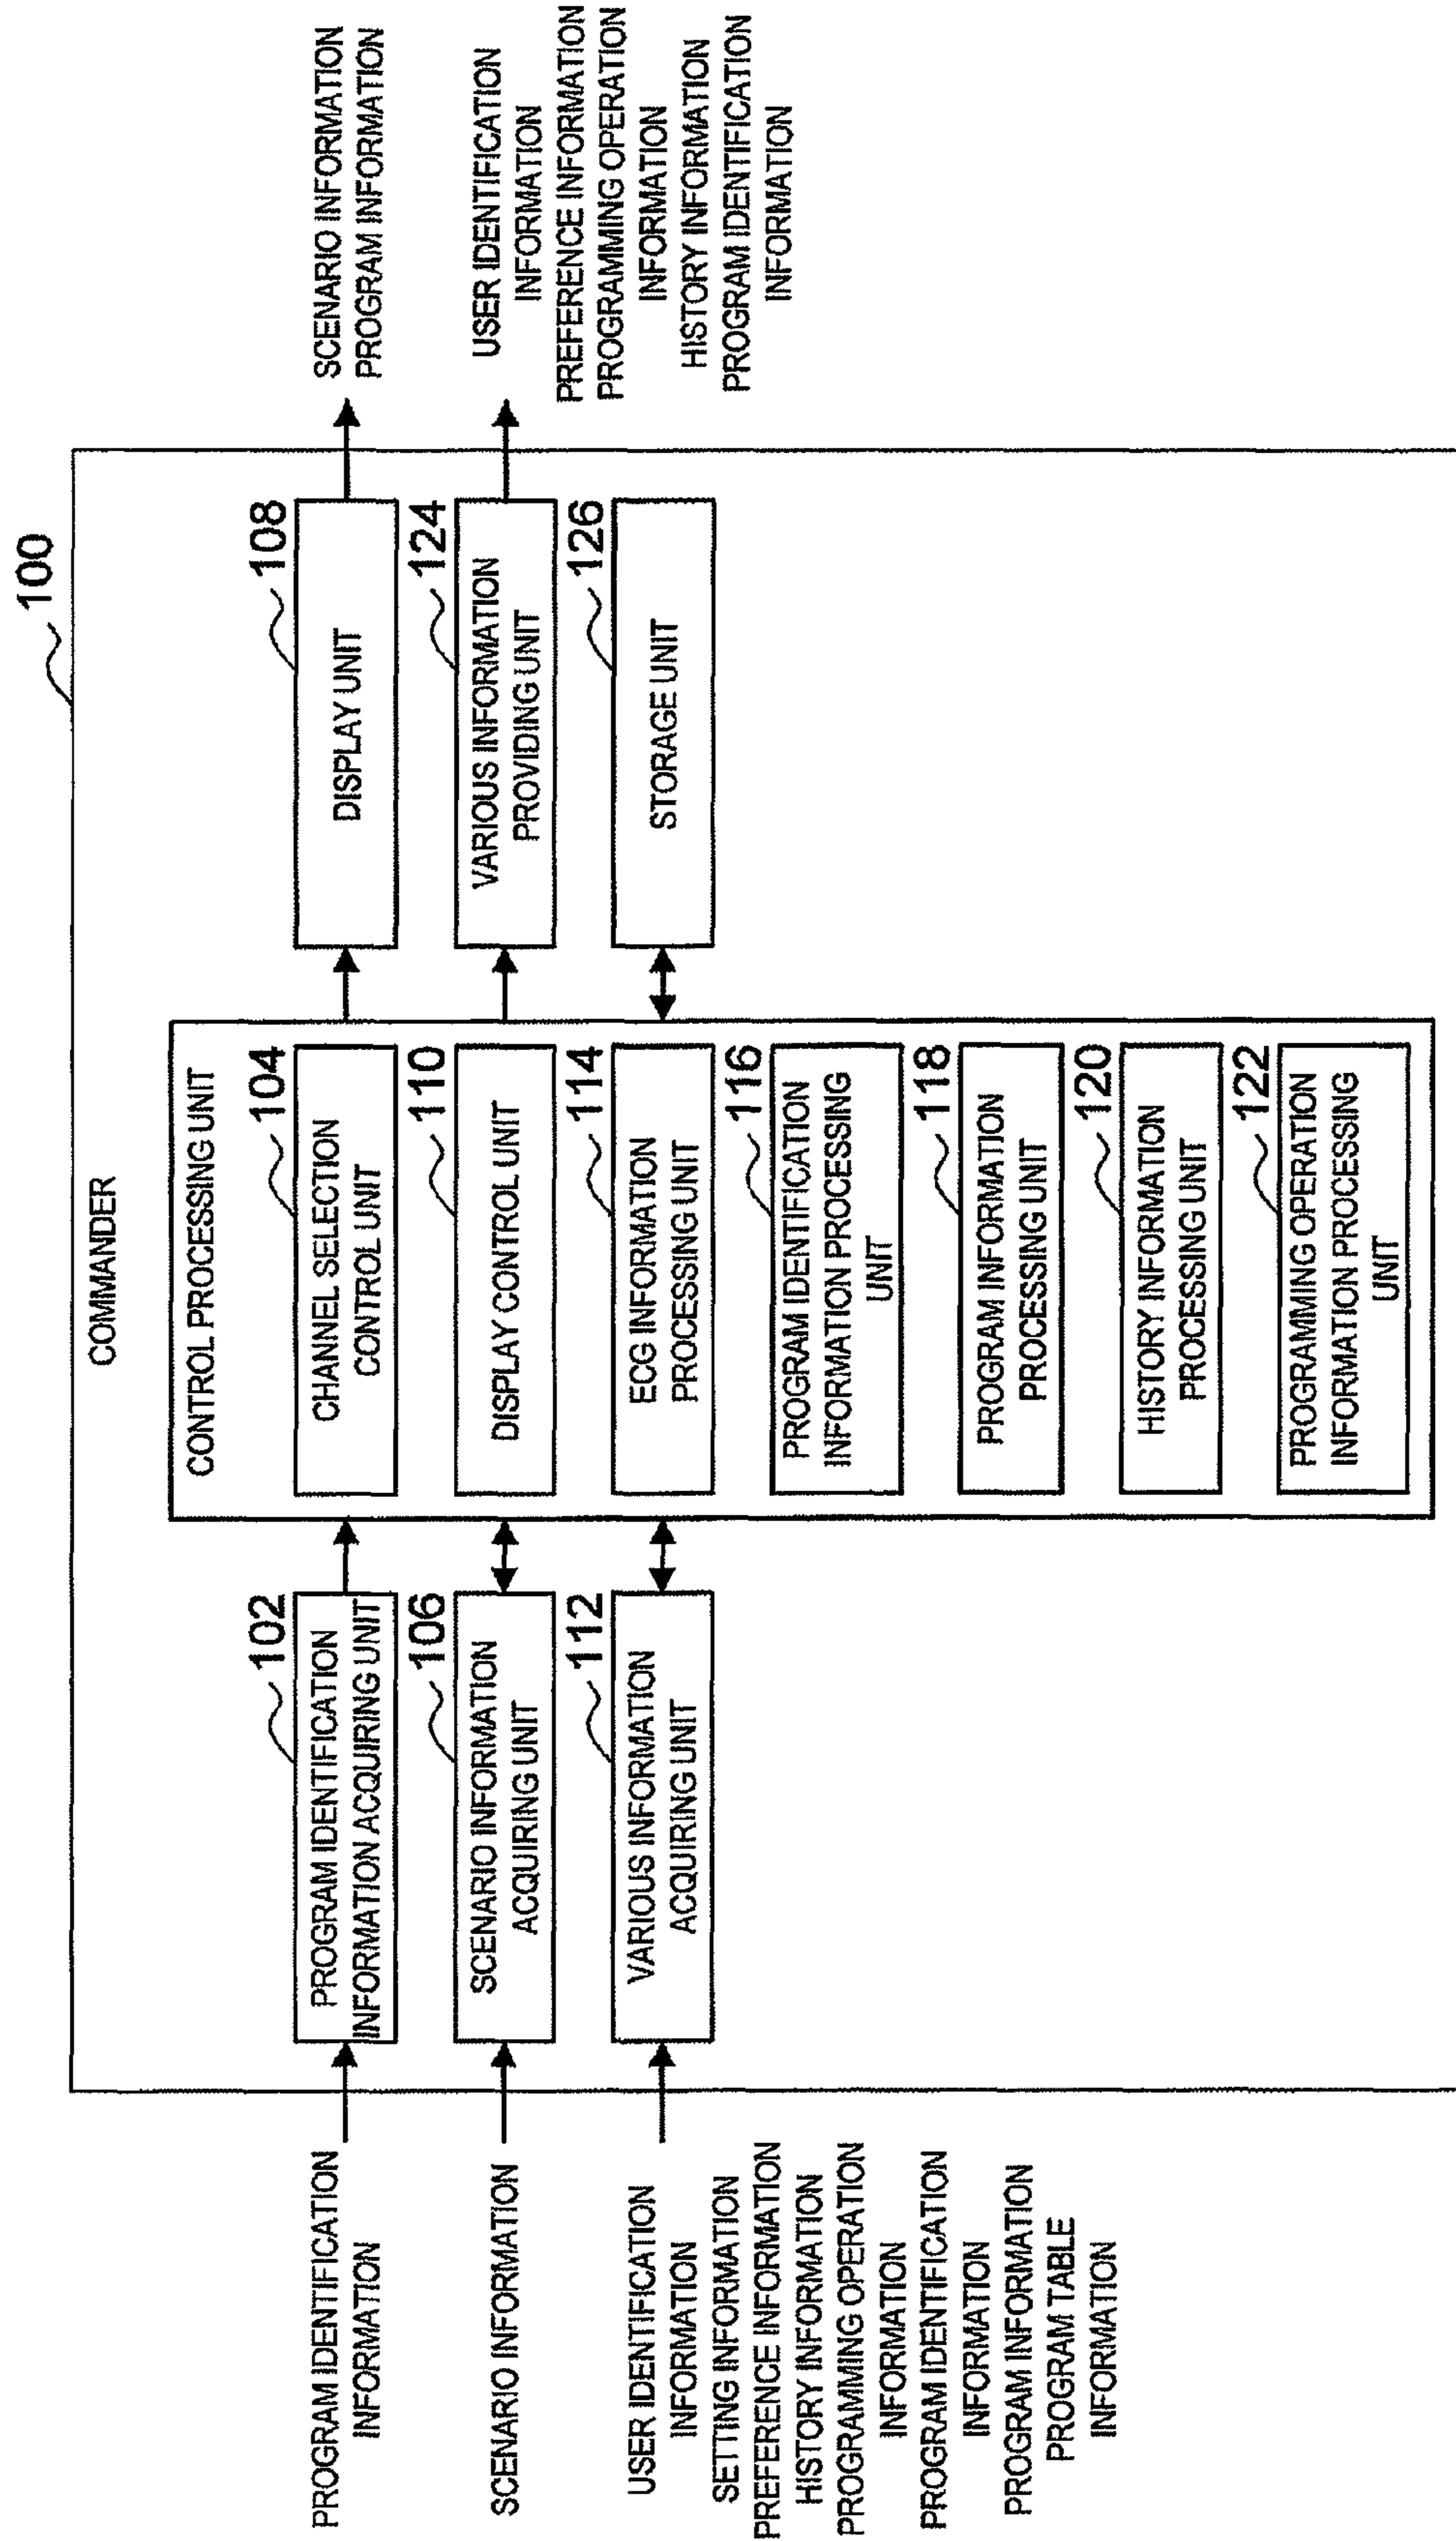 100
COMMANDER
PROGRAM IDENTIFICATION
INFORMATION
SCENARIO INFORMATION
USER IDENTIFICATION
INFORMATION
SETTING INFORMATION
PREFERENCE INFORMATION
HISTORY INFORMATION
PROGRAMMING OPERATION
INFORMATION
PROGRAM IDENTIFICATION
INFORMATION
PROGRAM INFORMATION
PROGRAM TABLE
INFORMATION
102
PROGRAM IDENTIFICATION
INFORMATION ACQUIRING UNIT
106
SCENARIO INFORMATION
ACQUIRING UNIT
112
VARIOUS INFORMATION
ACQUIRING UNIT
CONTROL PROCESSING UNIT
104
CHANNEL SELECTION
CONTROL UNIT
110
DISPLAY CONTROL UNIT
114
ECG INFORMATION
PROCESSING UNIT
116
PROGRAM IDENTIFICATION
INFORMATION PROCESSING
UNIT
118
PROGRAM INFORMATION
PROCESSING UNIT
120
HISTORY INFORMATION
PROCESSING UNIT
122
PROGRAMMING OPERATION
INFORMATION PROCESSING
UNIT
108
DISPLAY UNIT
124
VARIOUS INFORMATION
PROVIDING UNIT
126
STORAGE UNIT
SCENARIO INFORMATION
PROGRAM INFORMATION
USER IDENTIFICATION
INFORMATION
PREFERENCE INFORMATION
PROGRAMMING OPERATION
INFORMATION
HISTORY INFORMATION
PROGRAM IDENTIFICATION
INFORMATION